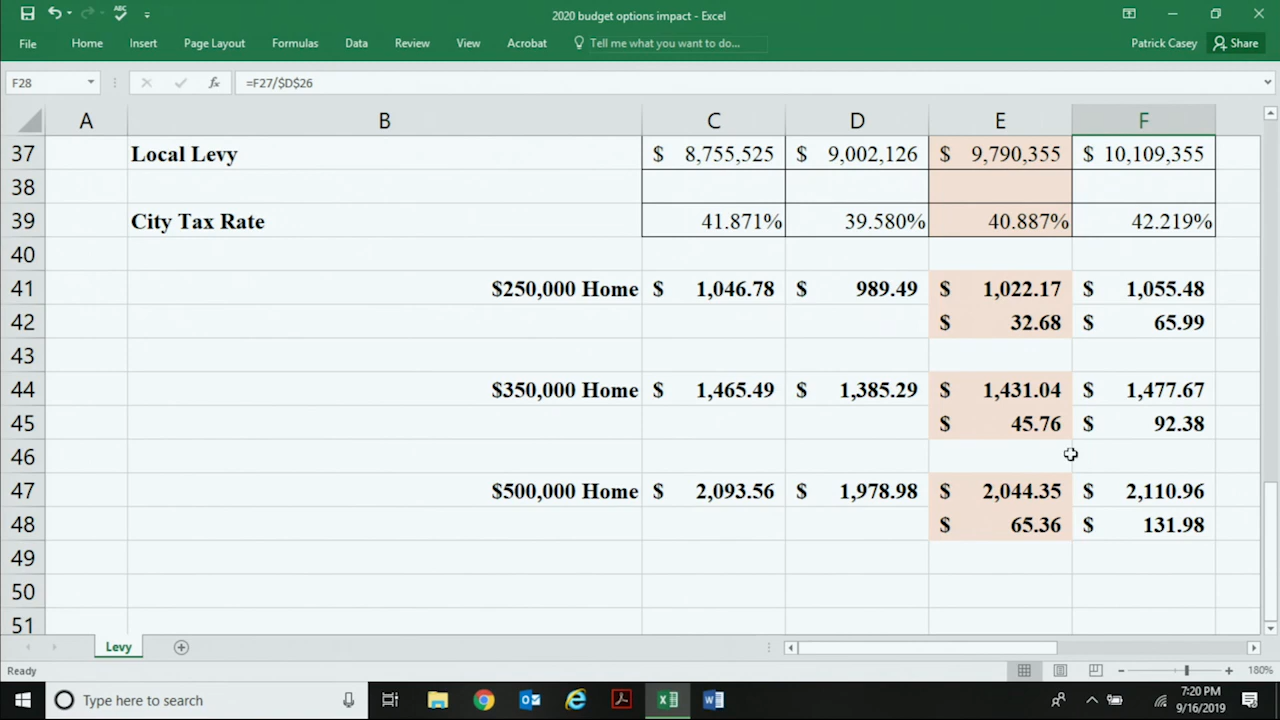 ABC
2020 budget options impact - Excel
File Home Insert Page Layout Formulas Data Review View Acrobat Tell me what you want to do... Patrick Casey Share
F28 fx =F27/$D$26
A B C D E F
37 Local Levy $ 8,755,525 $ 9,002,126 $ 9,790,355 $ 10,109,355
38
39 City Tax Rate 41.871% 39.580% 40.887% 42.219%
40
41 $250,000 Home $ 1,046.78 $ 989.49 $ 1,022.17 $ 1,055.48
42 $ 32.68 $ 65.99
43
44 $350,000 Home $ 1,465.49 $ 1,385.29 $ 1,431.04 $ 1,477.67
45 $ 45.76 $ 92.38
46
47 $500,000 Home $ 2,093.56 $ 1,978.98 $ 2,044.35 $ 2,110.96
48 $ 65.36 $ 131.98
49
50
51
Levy
Ready 180%
Type here to search 7:20 PM
9/16/2019